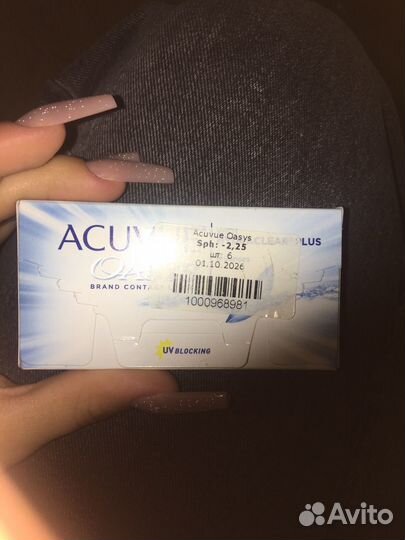 ACUV
CLEAR PLUS
Acuvue Oasys
Sph: -2,25
шт: 6
01.10.2026
1000968981
BRAND CONTAC
UV BLOCKING
Avito